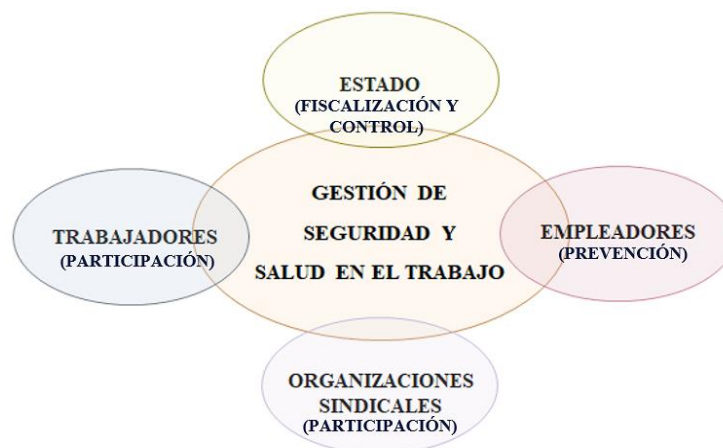 ESTADO
(FISCALIZACIÓN Y
CONTROL)
GESTIÓN DE
SEGURIDAD Y
SALUD EN EL TRABAJO
TRABAJADORES
(PARTICIPACIÓN)
EMPLEADORES
(PREVENCIÓN)
ORGANIZACIONES
SINDICALES
(PARTICIPACIÓN)